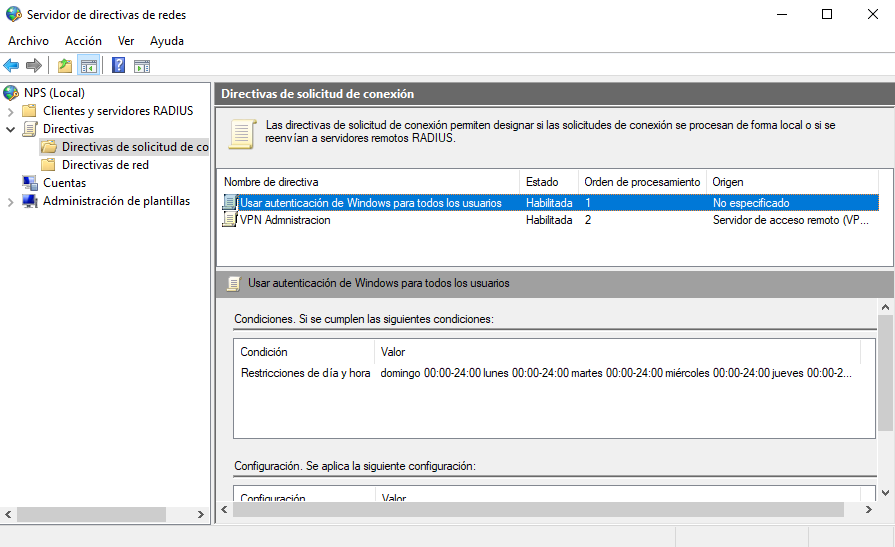 Servidor de directivas de redes
Archivo Acción Ver Ayuda
NPS (Local)
Clientes y servidores RADIUS
Directivas
Directivas de solicitud de co
Directivas de red
Cuentas
Administración de plantillas
Directivas de solicitud de conexión
Las directivas de solicitud de conexión permiten designar si las solicitudes de conexión se procesan de forma local o si se
reenvían a servidores remotos RADIUS.
Nombre de directiva Estado Orden de procesamiento Origen
Usar autenticación de Windows para todos los usuarios Habilitada 1 No especificado
VPN Admnistracion Habilitada 2 Servidor de acceso remoto (VP...
Usar autenticación de Windows para todos los usuarios
Condiciones. Si se cumplen las siguientes condiciones:
Condición Valor
Restricciones de día y hora domingo 00:00-24:00 lunes 00:00-24:00 martes 00:00-24:00 miércoles 00:00-24:00 jueves 00:00-2...
Configuración. Se aplica la siguiente configuración:
Configuración Valor